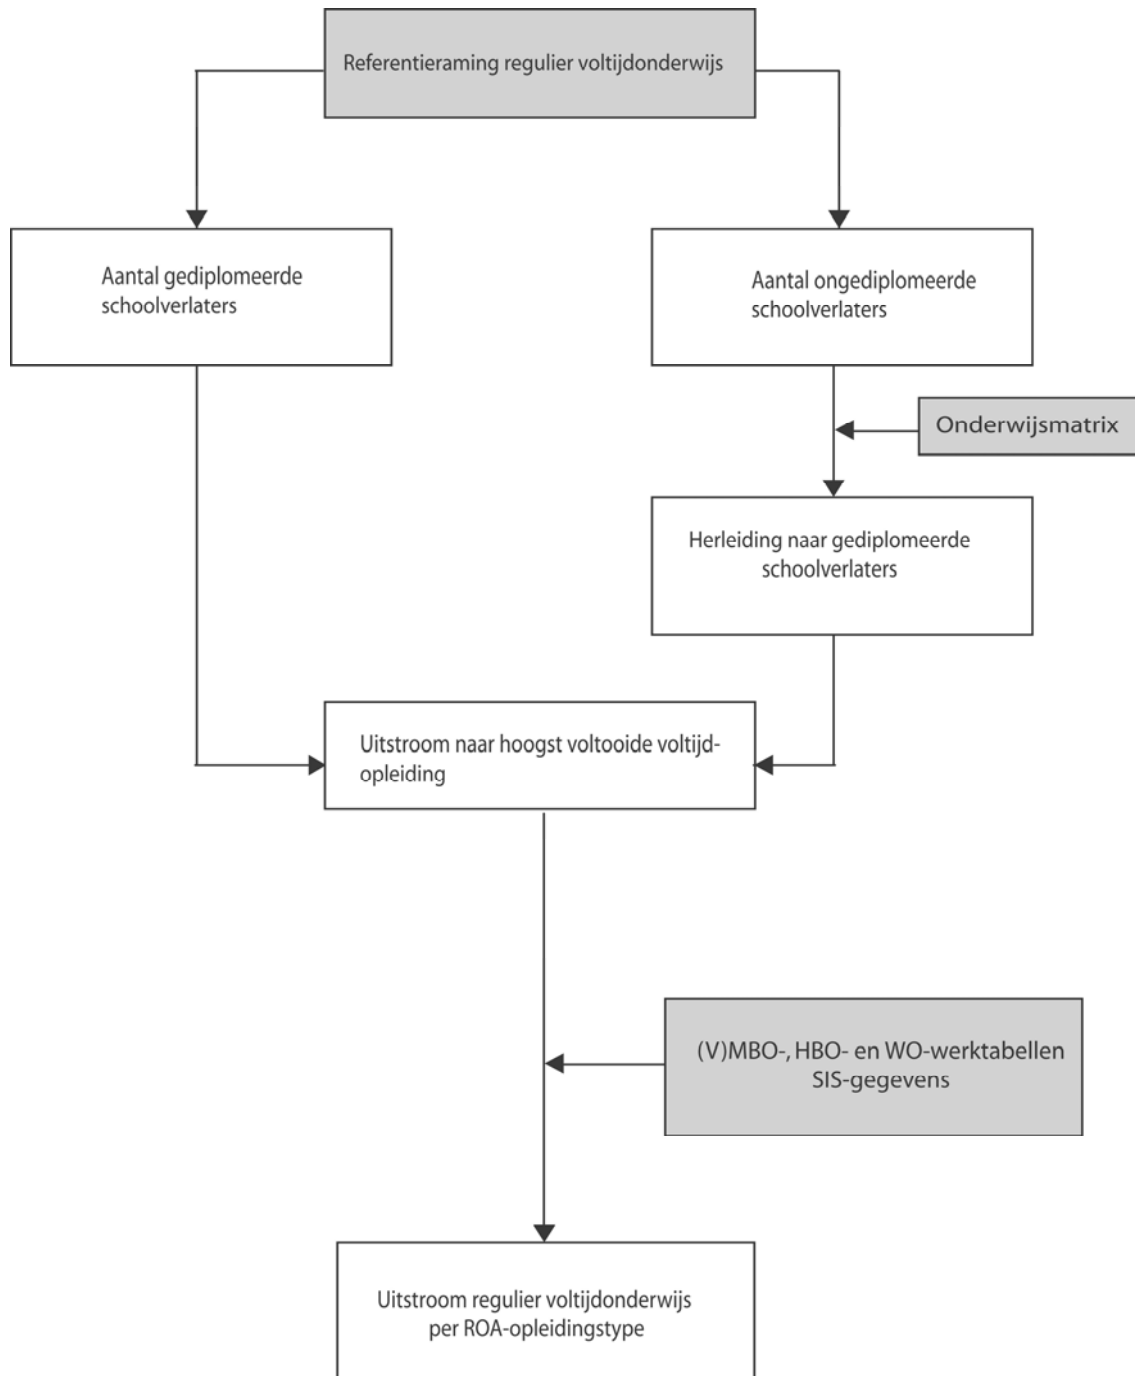 Referentieraming regulier voltijdonderwijs
Aantal gediplomeerde
schoolverlaters
Aantal ongediplomeerde
schoolverlaters
Onderwijsmatrix
Herleiding naar gediplomeerde
schoolverlaters
Uitstroom naar hoogst voltooide voltijd-
opleiding
(V)MBO-, HBO- en WO-werktabellen
SIS-gegevens
Uitstroom regulier voltijdonderwijs
per ROA-opleidingstype